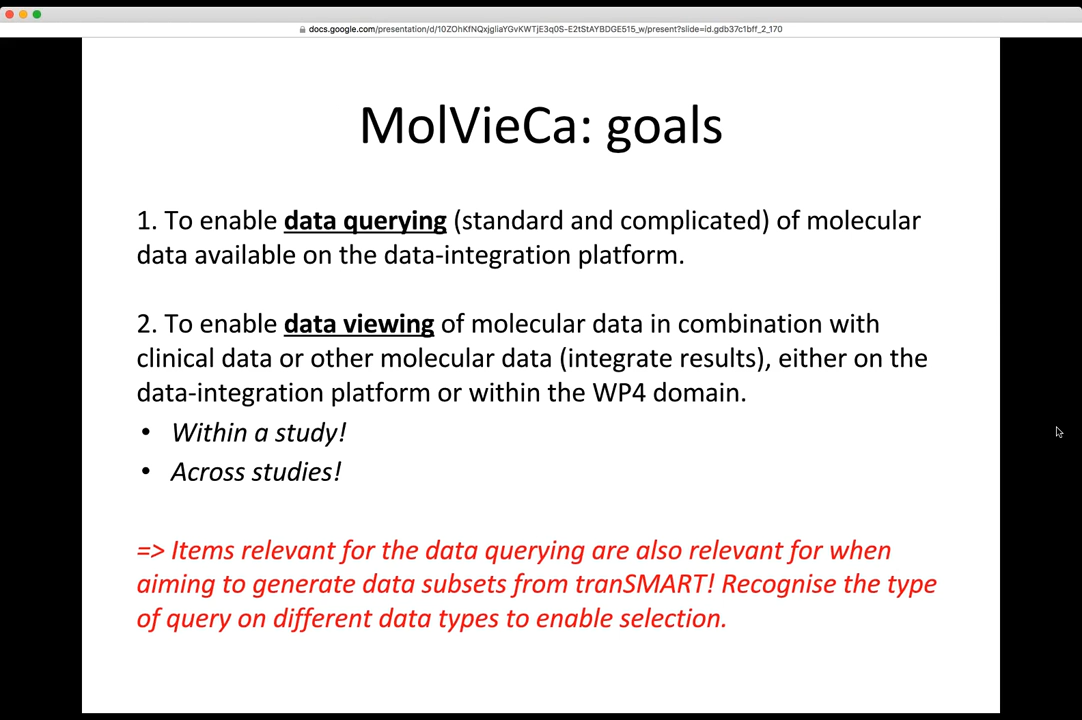 docs.google.com/presentation/d/10ZOhKfNQxjgliaYGvKWTjE3q0S-E2tStAYBDGE515_w/present?slide=id.gdb37c1bff_2_170
MolVieCa: goals
1. To enable data querying (standard and complicated) of molecular
data available on the data-integration platform.
2. To enable data viewing of molecular data in combination with
clinical data or other molecular data (integrate results), either on the
data-integration platform or within the WP4 domain.
• Within a study!
• Across studies!
=> Items relevant for the data querying are also relevant for when
aiming to generate data subsets from tranSMART! Recognise the type
of query on different data types to enable selection.